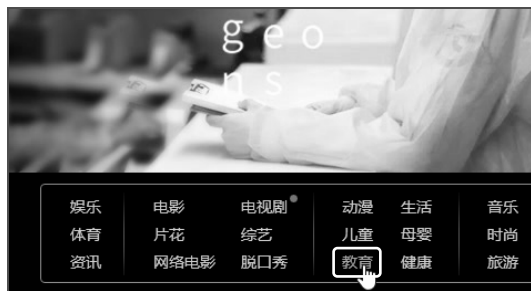 geo
ns
娱乐 电影 电视剧 动漫 生活 音乐
体育 片花 综艺 儿童 母婴 时尚
资讯 网络电影 脱口秀 教育 健康 旅游